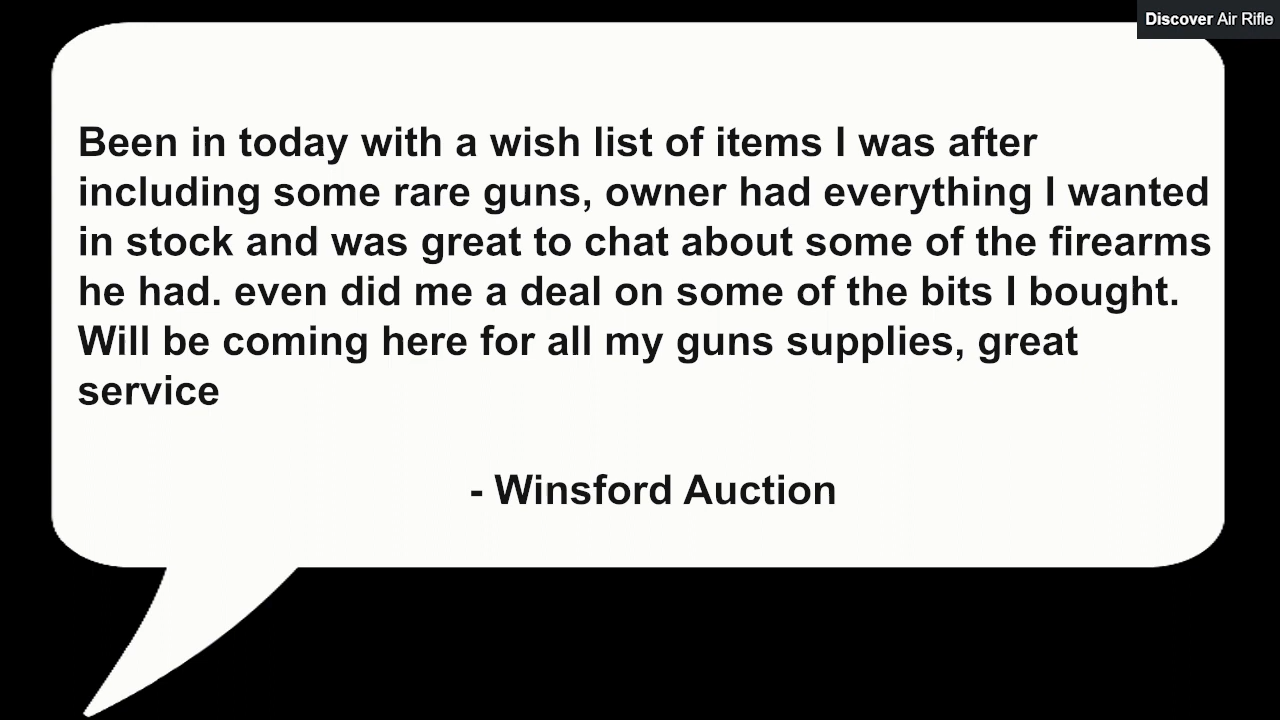 Discover Air Rifle
Been in today with a wish list of items I was after
including some rare guns, owner had everything I wanted
in stock and was great to chat about some of the firearms
he had. even did me a deal on some of the bits I bought.
Will be coming here for all my guns supplies, great
service
- Winsford Auction